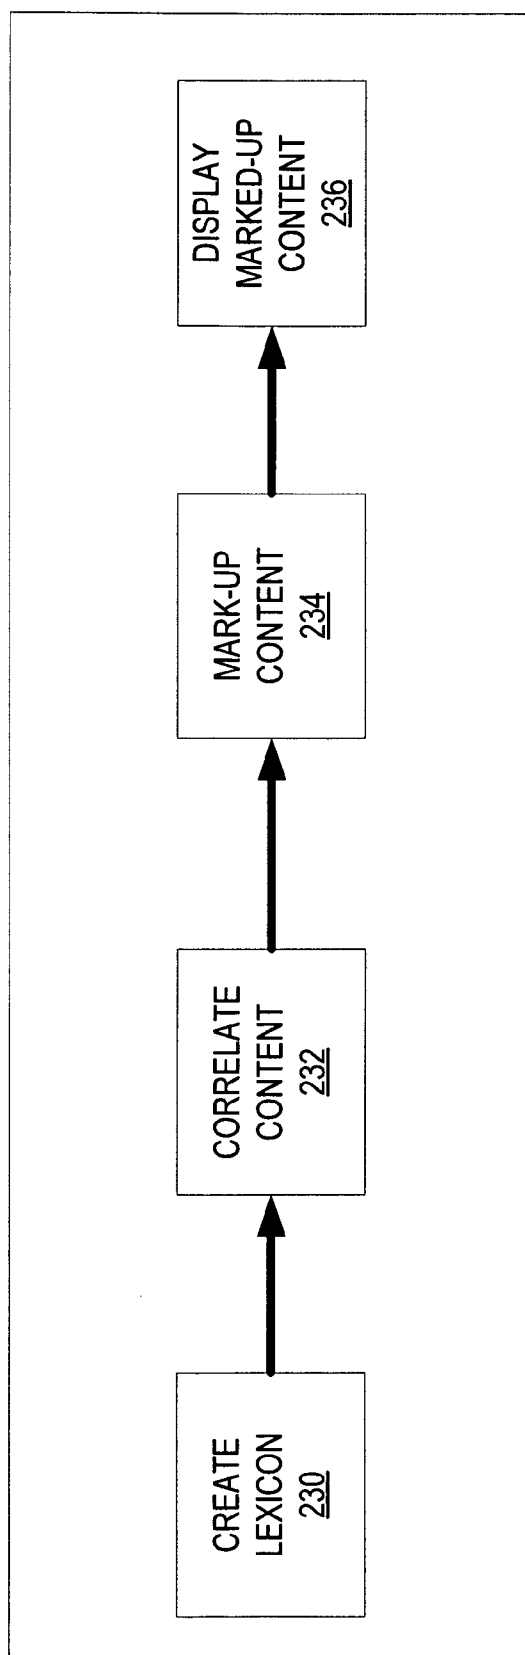 CREATE
LEXICON
230
CORRELATE
CONTENT
232
MARK-UP
CONTENT
234
DISPLAY
MARKED-UP
CONTENT
236